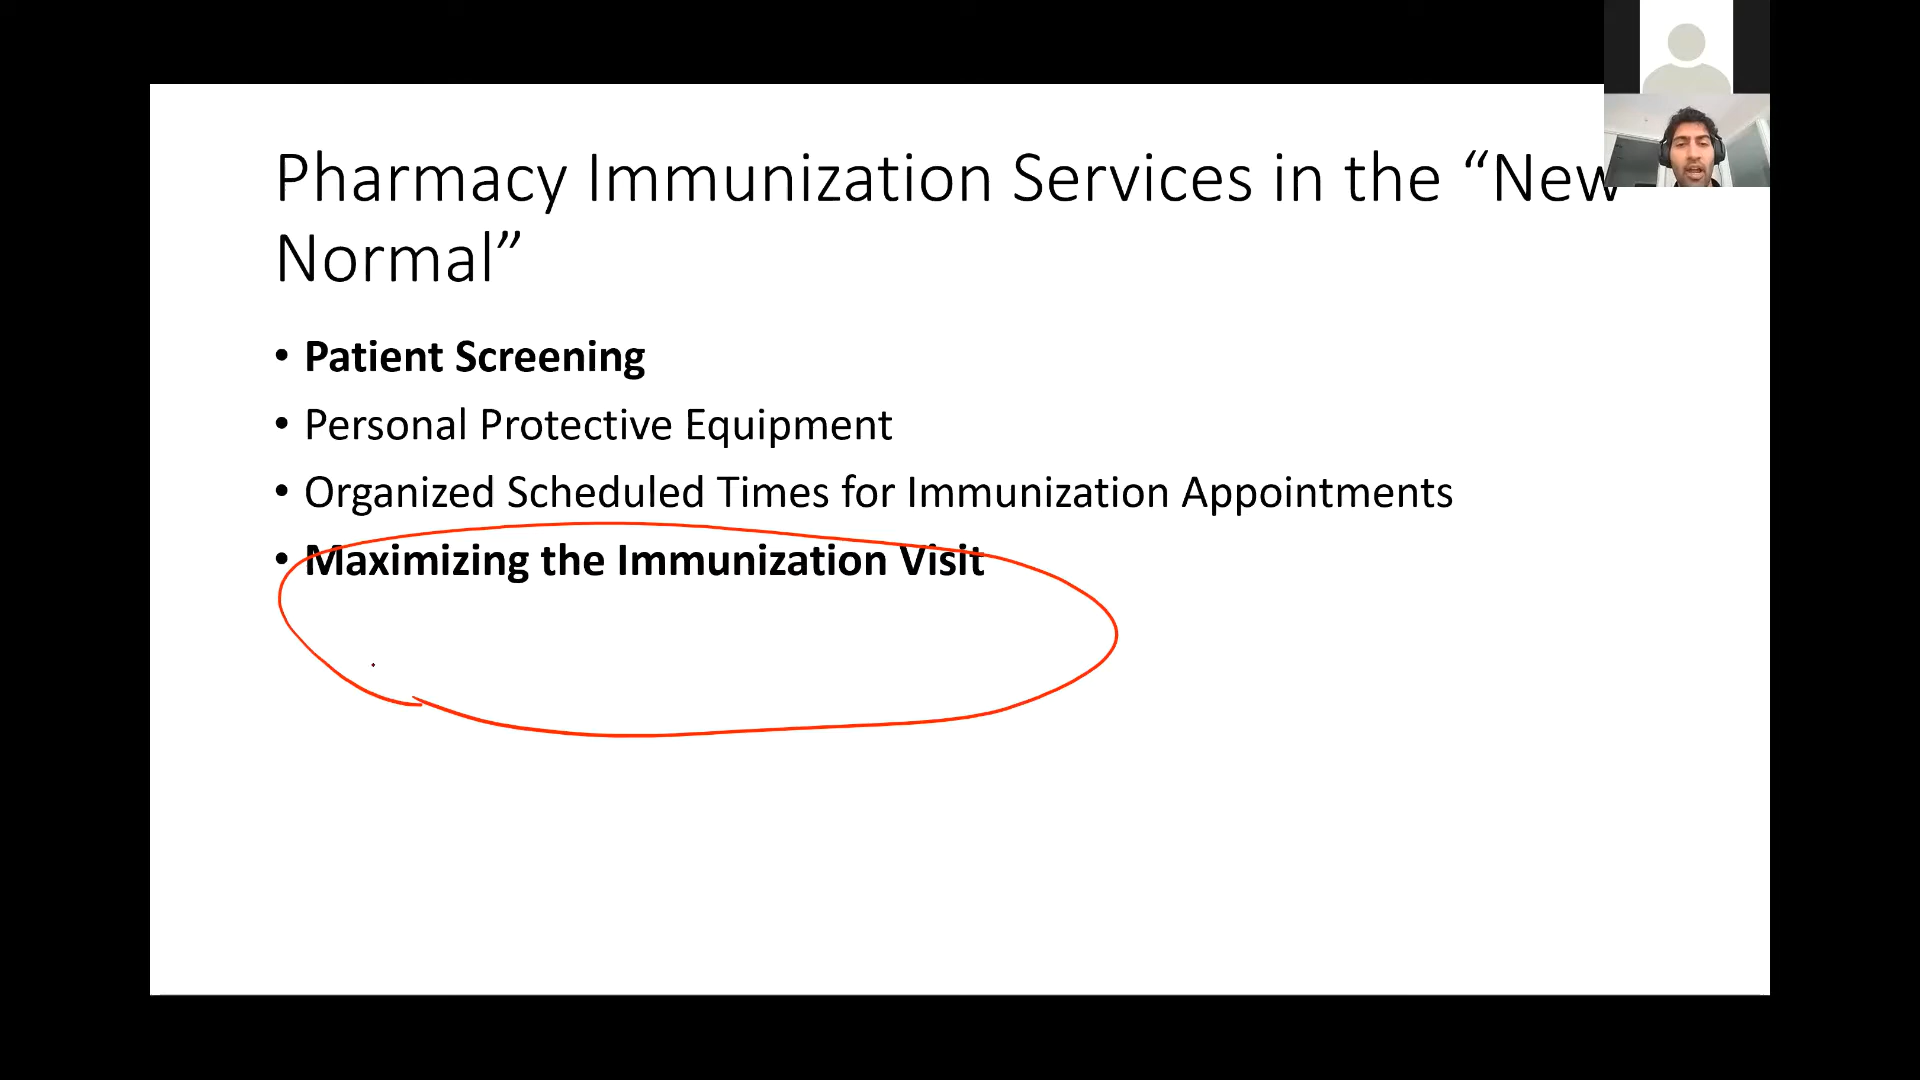 Pharmacy Immunization Services in the “New
Normal”
• Patient Screening
• Personal Protective Equipment
• Organized Scheduled Times for Immunization Appointments
• Maximizing the Immunization Visit